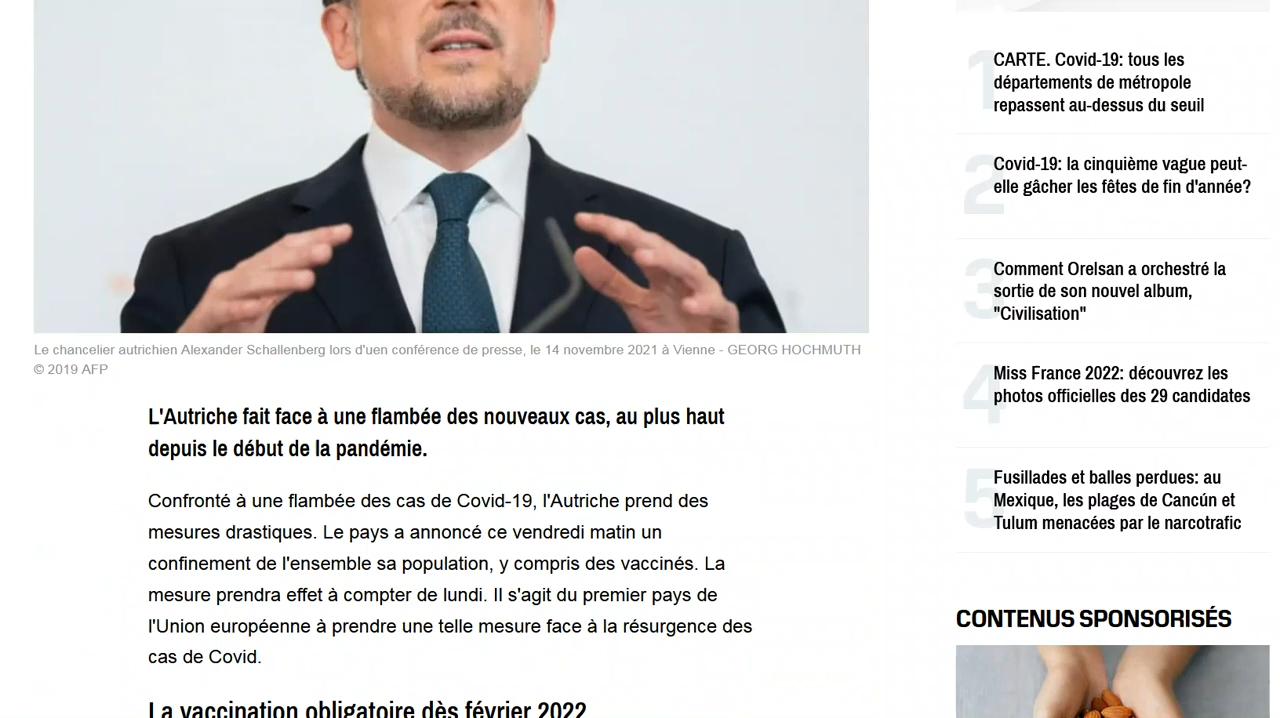 Le chancelier autrichien Alexander Schallenberg lors d'uen conférence de presse, le 14 novembre 2021 à Vienne - GEORG HOCHMUTH
© 2019 AFP
L'Autriche fait face à une flambée des nouveaux cas, au plus haut
depuis le début de la pandémie.
Confronté à une flambée des cas de Covid-19, l'Autriche prend des
mesures drastiques. Le pays a annoncé ce vendredi matin un
confinement de l'ensemble sa population, y compris des vaccinés. La
mesure prendra effet à compter de lundi. Il s'agit du premier pays de
l'Union européenne à prendre une telle mesure face à la résurgence des
cas de Covid.
La vaccination obligatoire dès février 2022
1
CARTE. Covid-19: tous les
départements de métropole
repassent au-dessus du seuil
2
Covid-19: la cinquième vague peut-
elle gâcher les fêtes de fin d'année?
3
Comment Orelsan a orchestré la
sortie de son nouvel album,
"Civilisation"
4
Miss France 2022: découvrez les
photos officielles des 29 candidates
5
Fusillades et balles perdues: au
Mexique, les plages de Cancún et
Tulum menacées par le narcotrafic
CONTENUS SPONSORISÉS